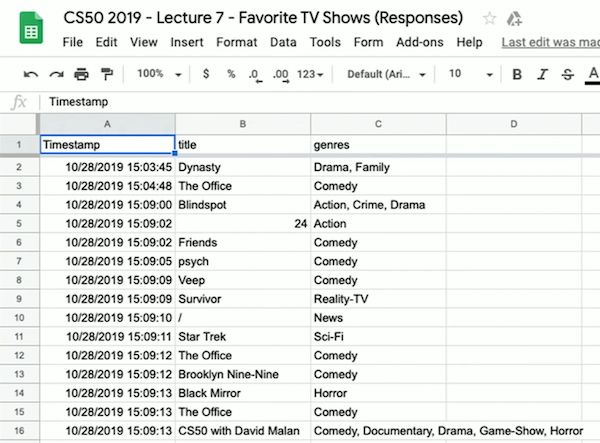 CS50 2019 - Lecture 7 - Favorite TV Shows (Responses)
File Edit View Insert Format Data Tools Form Add-ons Help Last edit was mad
100% $ % .0 .00 123 Default (Ari... 10 B I S A
fx Timestamp
A B C D
1 Timestamp title genres
2 10/28/2019 15:03:45 Dynasty Drama, Family
3 10/28/2019 15:04:48 The Office Comedy
4 10/28/2019 15:09:00 Blindspot Action, Crime, Drama
5 10/28/2019 15:09:02 24 Action
6 10/28/2019 15:09:02 Friends Comedy
7 10/28/2019 15:09:05 psych Comedy
8 10/28/2019 15:09:09 Veep Comedy
9 10/28/2019 15:09:09 Survivor Reality-TV
10 10/28/2019 15:09:10 / News
11 10/28/2019 15:09:11 Star Trek Sci-Fi
12 10/28/2019 15:09:12 The Office Comedy
13 10/28/2019 15:09:12 Brooklyn Nine-Nine Comedy
14 10/28/2019 15:09:13 Black Mirror Horror
15 10/28/2019 15:09:13 The Office Comedy
16 10/28/2019 15:09:13 CS50 with David Malan Comedy, Documentary, Drama, Game-Show, Horror